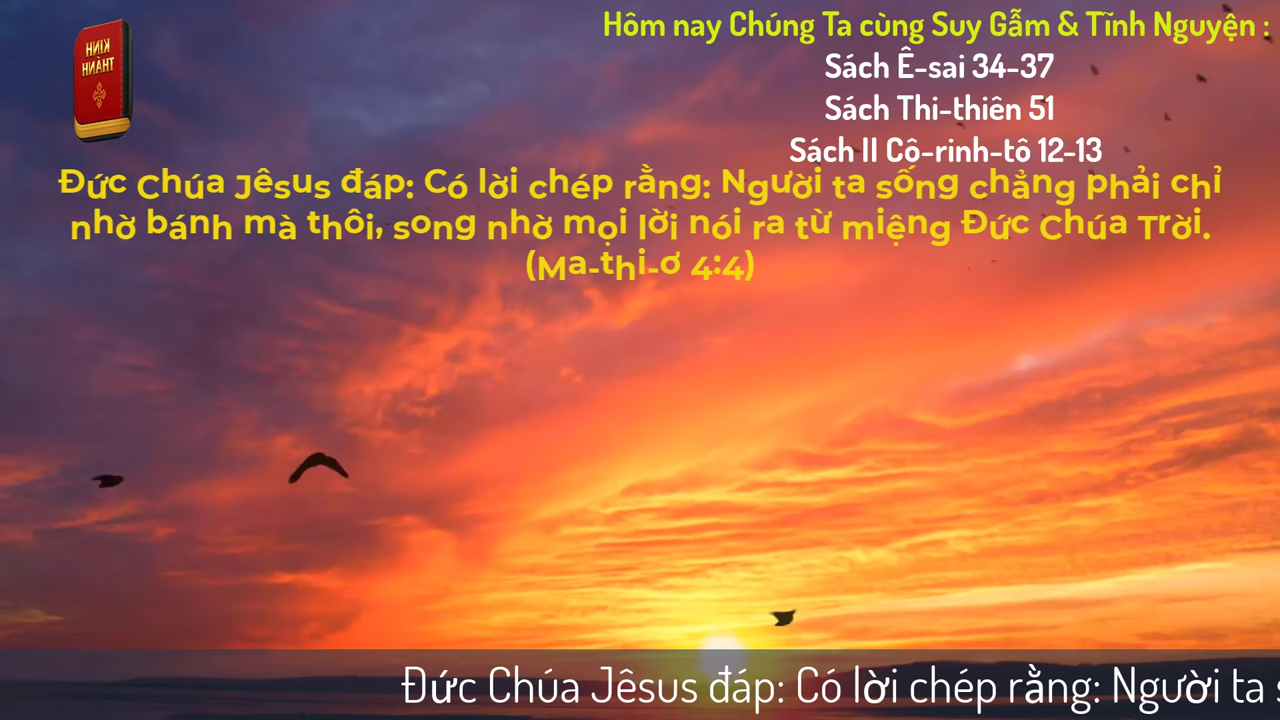 KINH
THÁNH
Hôm nay Chúng Ta cùng Suy Gẫm & Tĩnh Nguyện :
Sách Ê-sai 34-37
Sách Thi-thiên 51
Sách II Cô-rinh-tô 12-13
Đức Chúa Jêsus đáp: Có lời chép rằng: Người ta sống chẳng phải chỉ
nhờ bánh mà thôi, song nhờ mọi lời nói ra từ miệng Đức Chúa Trời.
(Ma-thi-ơ 4:4)
Đức Chúa Jêsus đáp: Có lời chép rằng: Người ta